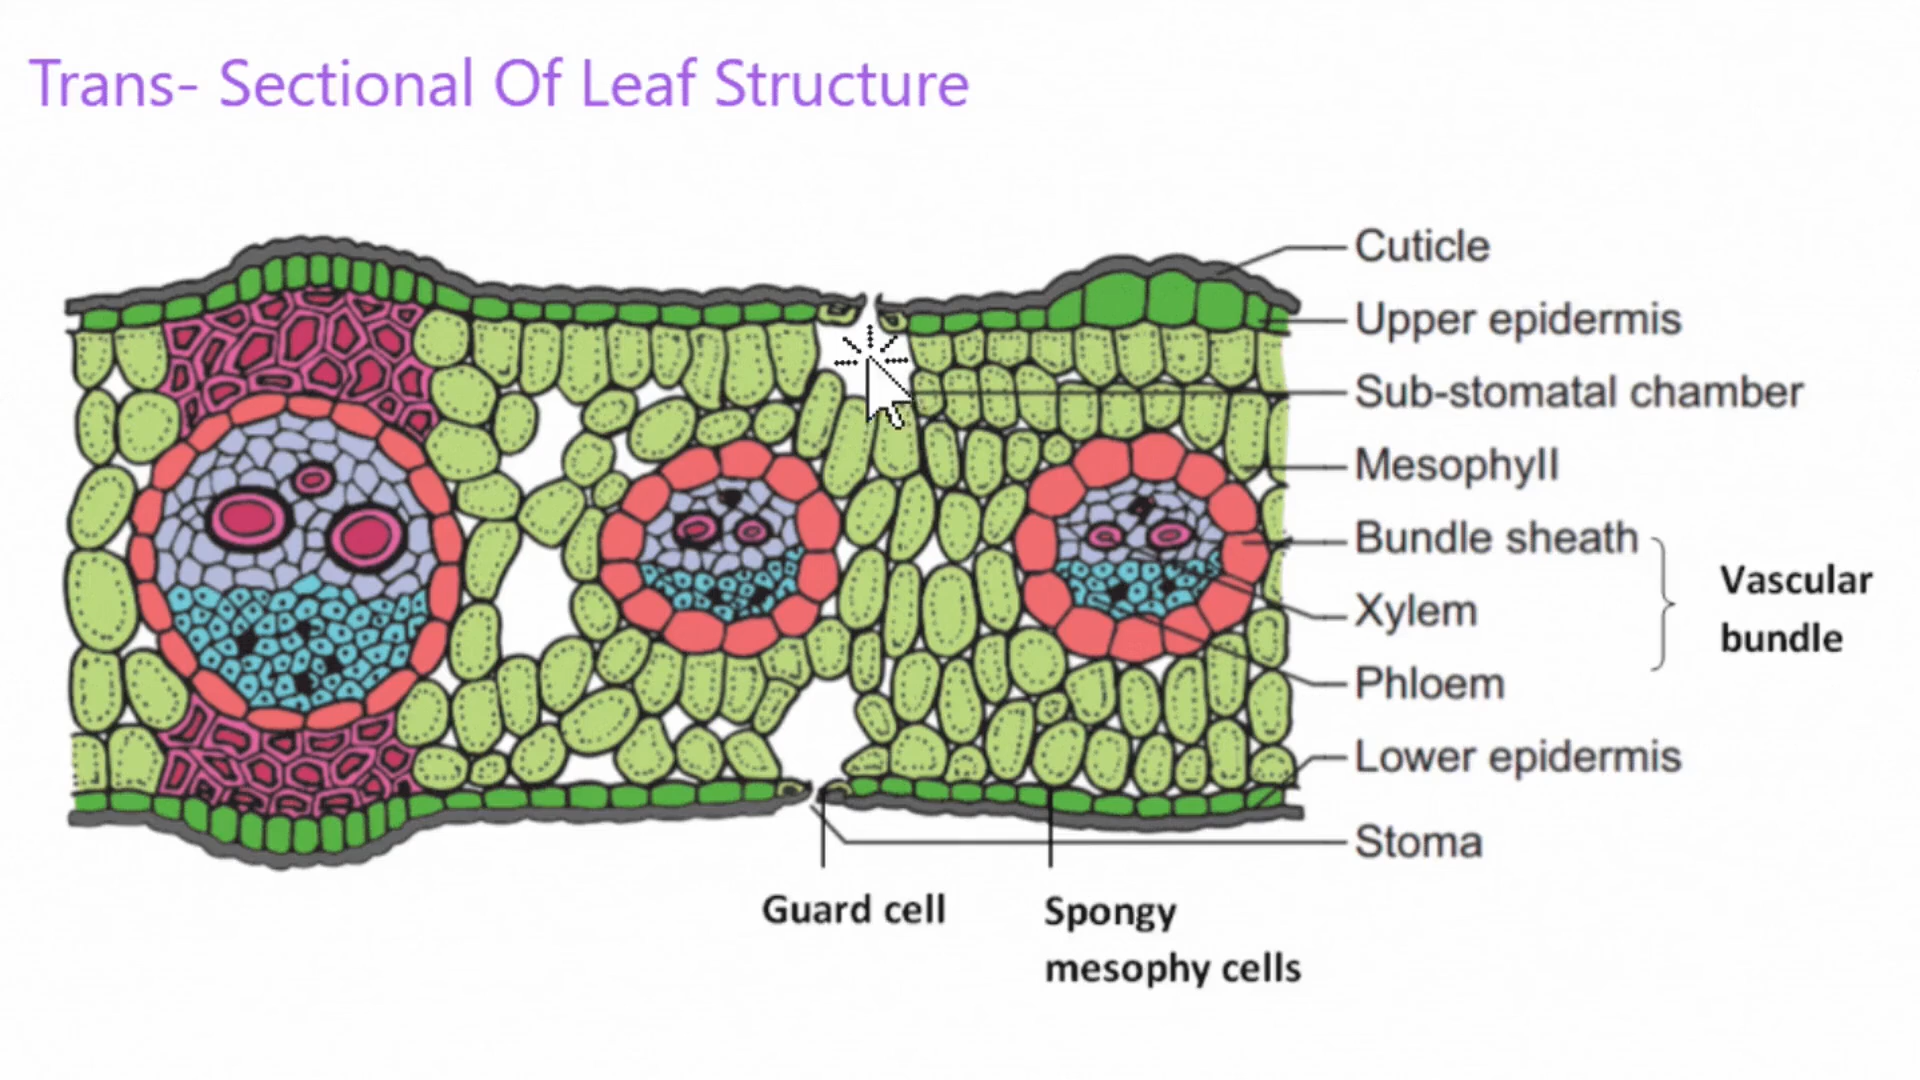 Trans- Sectional Of Leaf Structure
Cuticle
Upper epidermis
Sub-stomatal chamber
Mesophyll
Bundle sheath
Xylem
Phloem
Vascular
bundle
Lower epidermis
Stoma
Guard cell
Spongy
mesophy cells